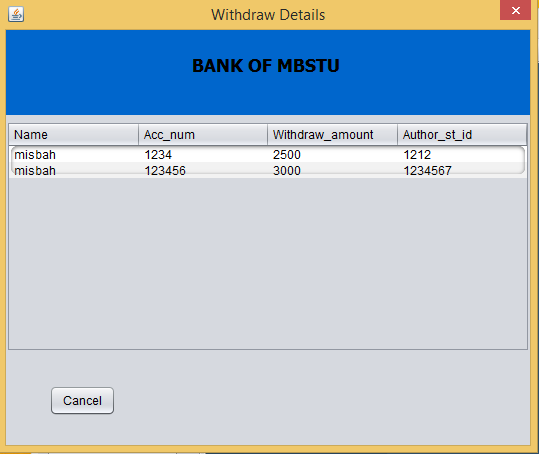 Withdraw Details
BANK OF MBSTU
Name Acc_num Withdraw_amount Author_st_id
misbah 1234 2500 1212
misbah 123456 3000 1234567
Cancel